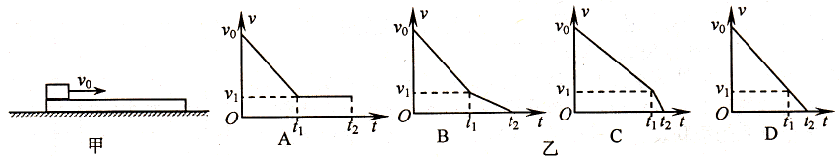 v₀
甲
v₀ v v₁ O t₁ t₂ t
A
v₀ v v₁ O t₁ t₂ t
B
v₀ v v₁ O t₁ t₂ t
C
v₀ v v₁ O t₁ t₂ t
D
乙